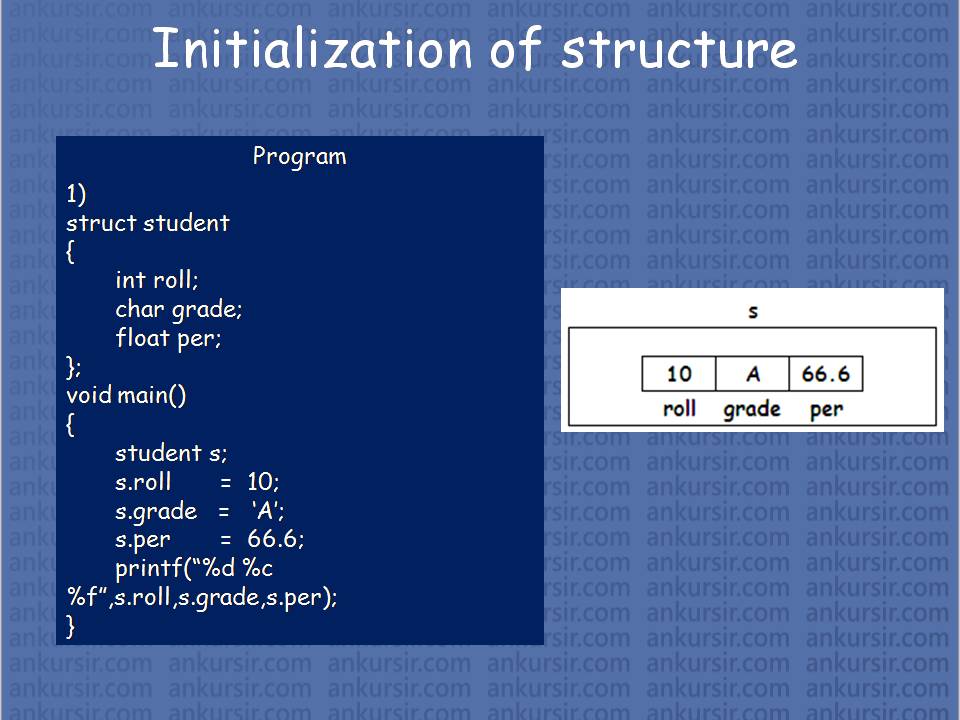 Initialization of structure
Program
1)
struct student
{
int roll;
char grade;
float per;
};
void main()
{
student s;
s.roll = 10;
s.grade = ‘A’;
s.per = 66.6;
printf(“%d %c
%f”,s.roll,s.grade,s.per);
}
s
10 A 66.6
roll grade per
ankursir.com